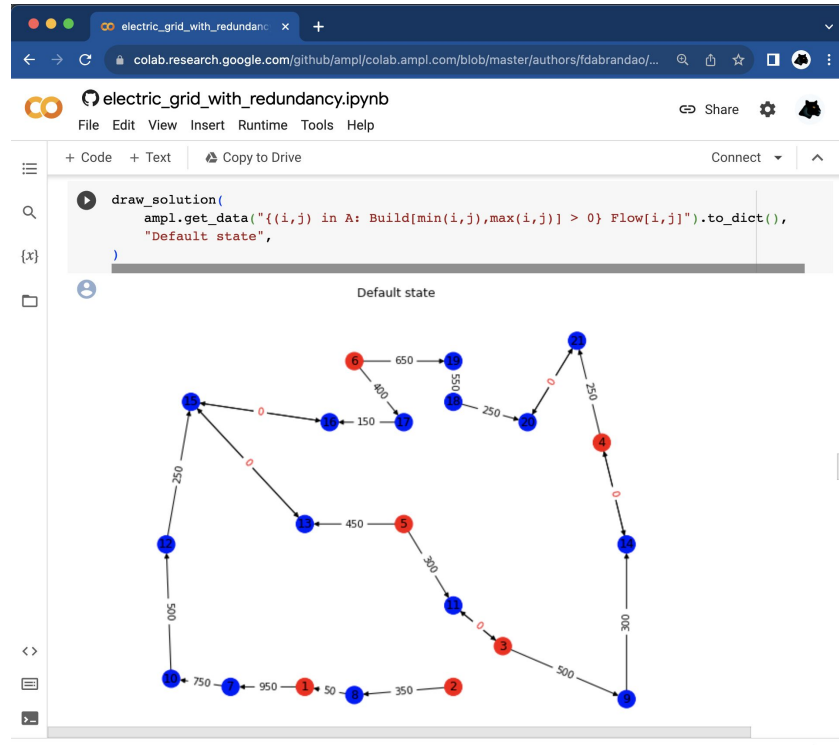 electric_grid_with_redundanc
colab.research.google.com/github/ampl/colab.ampl.com/blob/master/authors/fdabrandao/...
CO
electric_grid_with_redundancy.ipynb
File Edit View Insert Runtime Tools Help
Share
+ Code + Text Copy to Drive
Connect
draw_solution(
ampl.get_data("{(i,j) in A: Build[min(i,j),max(i,j)] > 0} Flow[i,j]").to_dict(),
"Default state",
)
{x}
Default state
21
6 650 19
0
550
400
250
15
18
0
16 150 17
250
20
4
0
250
0
13 450 5
12
14
300
11
500
0
300
3
500
10 750 7 950 1 50 8 350 2
9